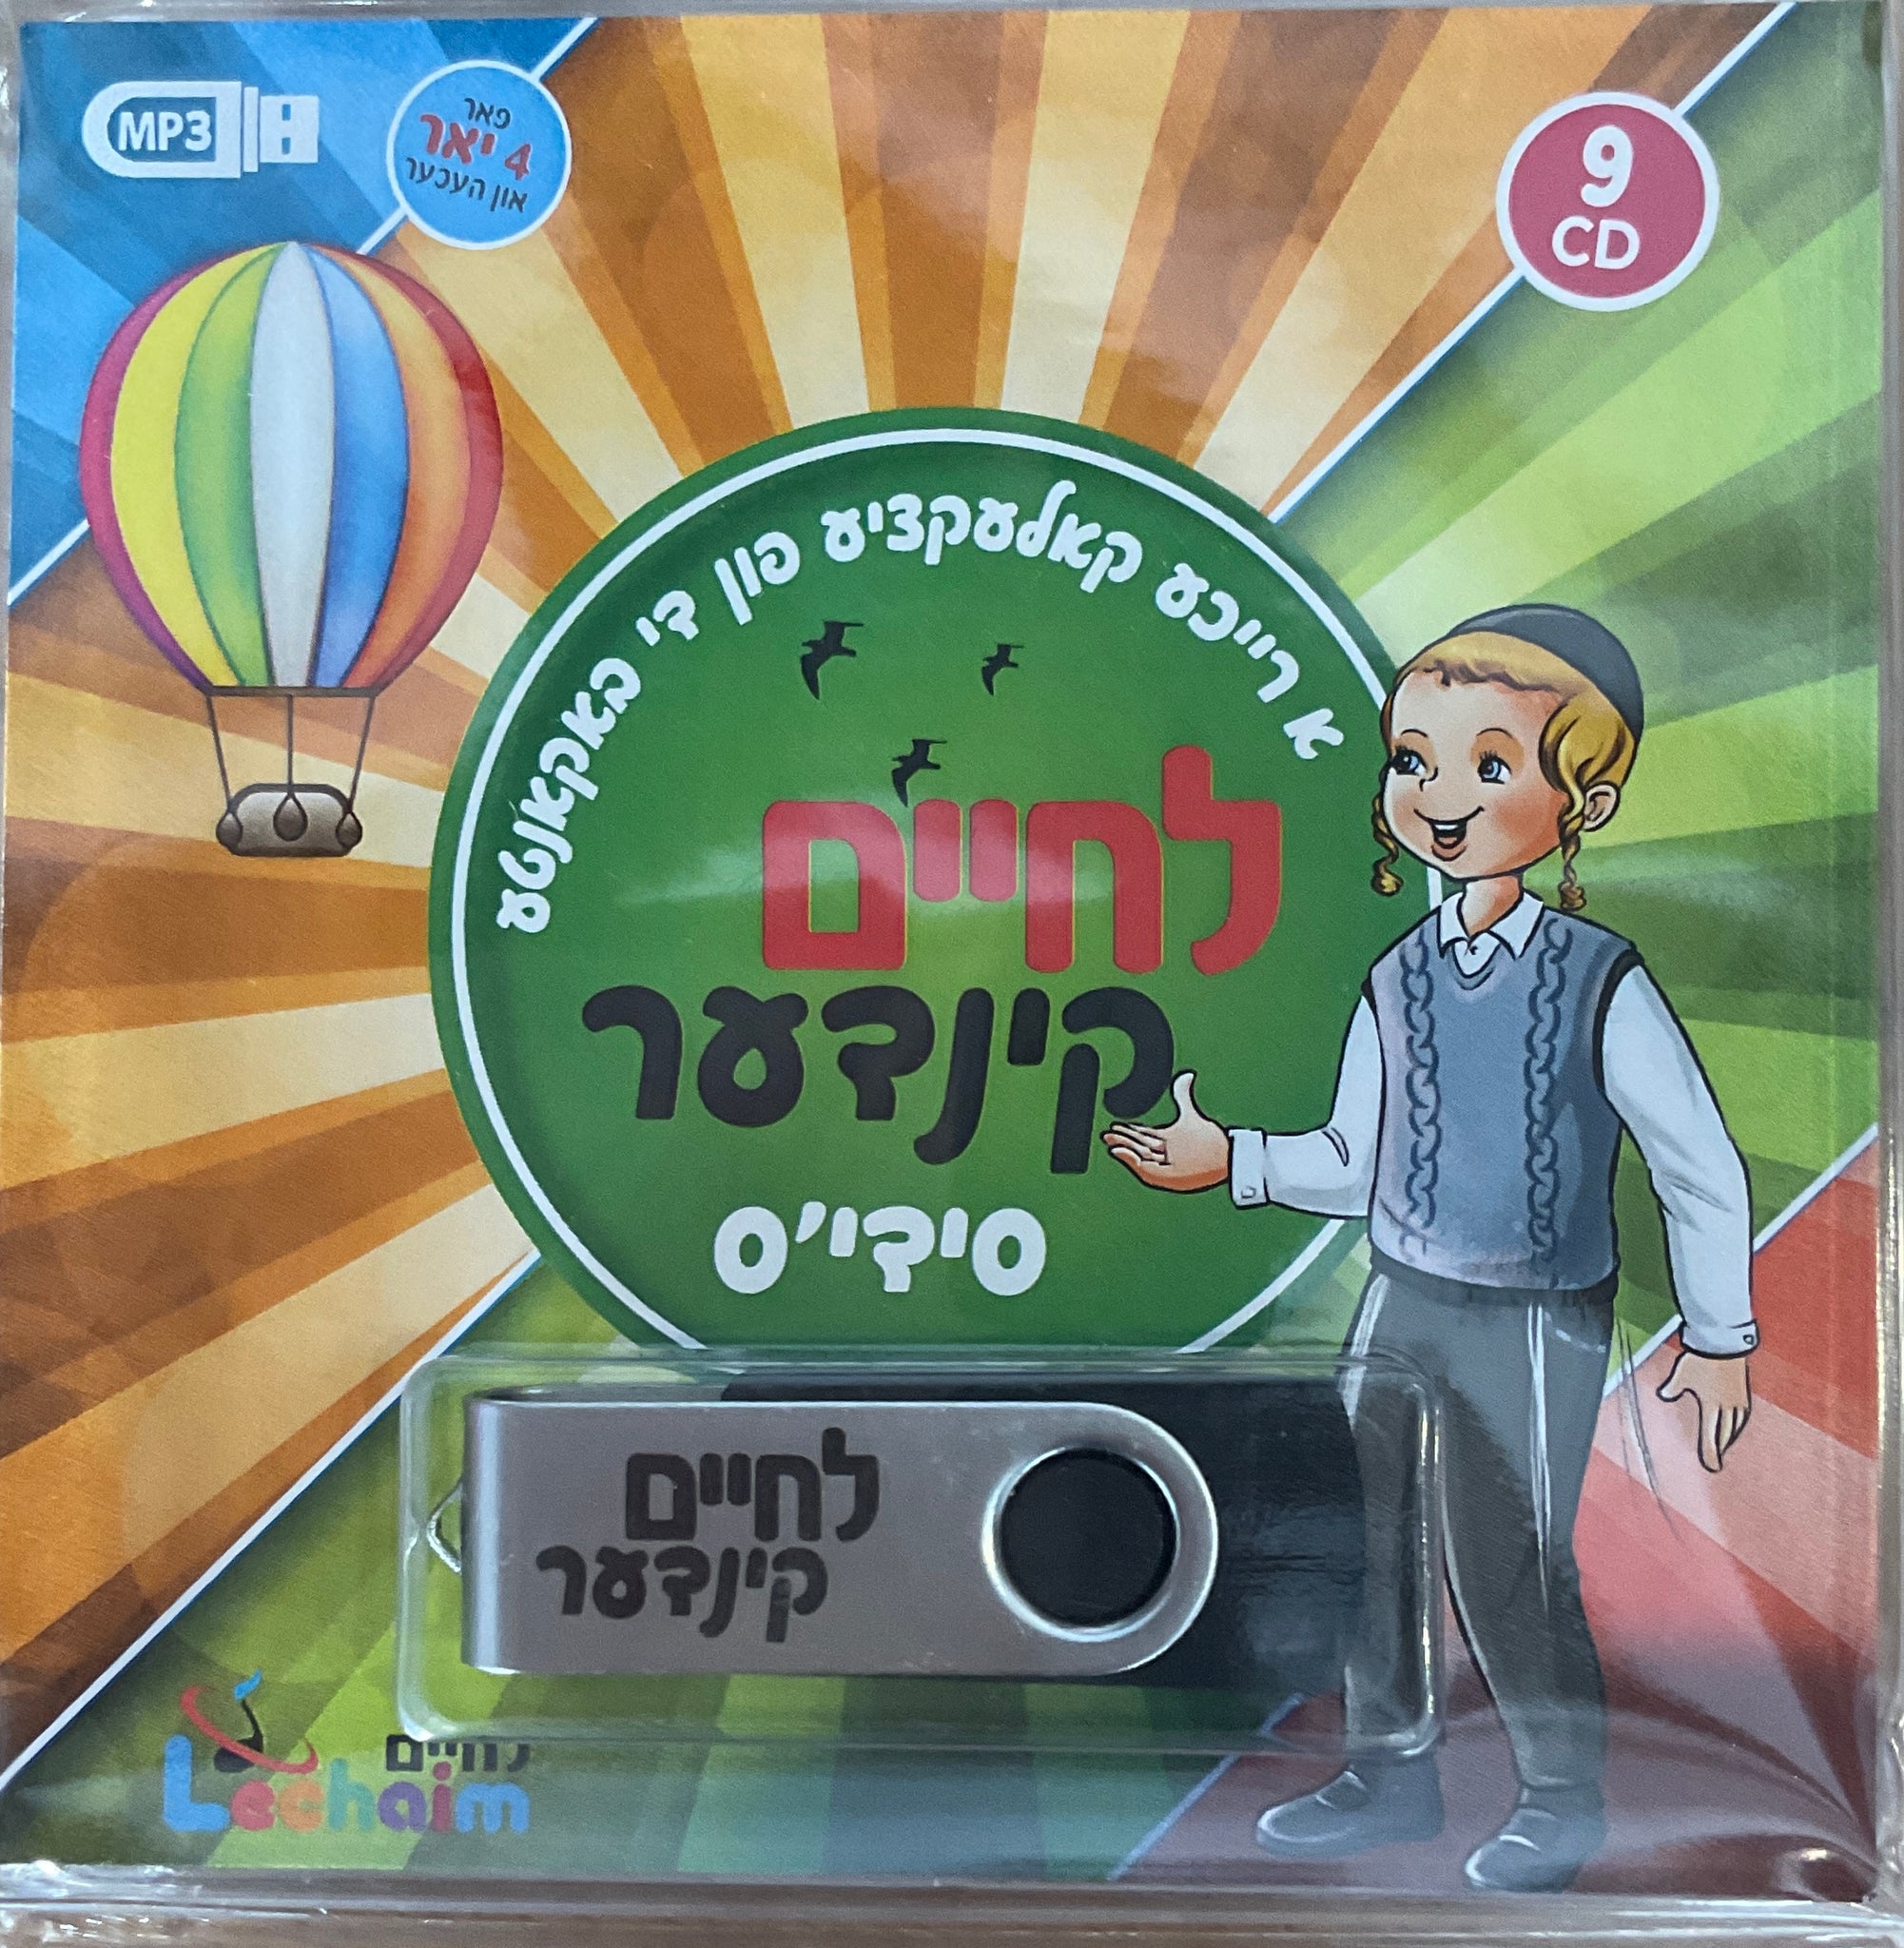 MP3
פאר
4 יאר
און העכער
9
CD
א רייכע קאלעקציע פון די באקאנטע
לחיים
קינדער
סידי'ס
לחיים
קינדער
לחיים
Lechaim